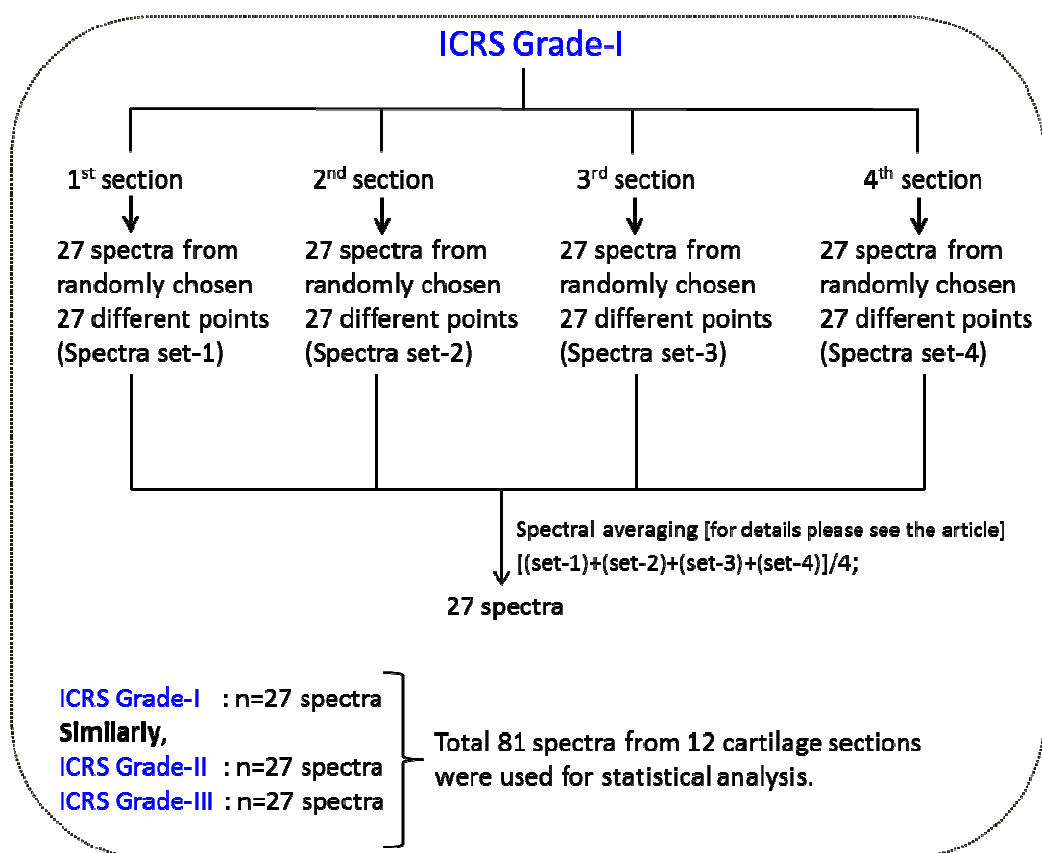 ICRS Grade-I
1st section
2nd section
3rd section
4th section
27 spectra from
randomly chosen
27 different points
(Spectra set-1)
27 spectra from
randomly chosen
27 different points
(Spectra set-2)
27 spectra from
randomly chosen
27 different points
(Spectra set-3)
27 spectra from
randomly chosen
27 different points
(Spectra set-4)
Spectral averaging [for details please see the article]
[(set-1)+(set-2)+(set-3)+(set-4)]/4;
27 spectra
ICRS Grade-I : n=27 spectra
Similarly,
ICRS Grade-II : n=27 spectra
ICRS Grade-III : n=27 spectra
Total 81 spectra from 12 cartilage sections
were used for statistical analysis.